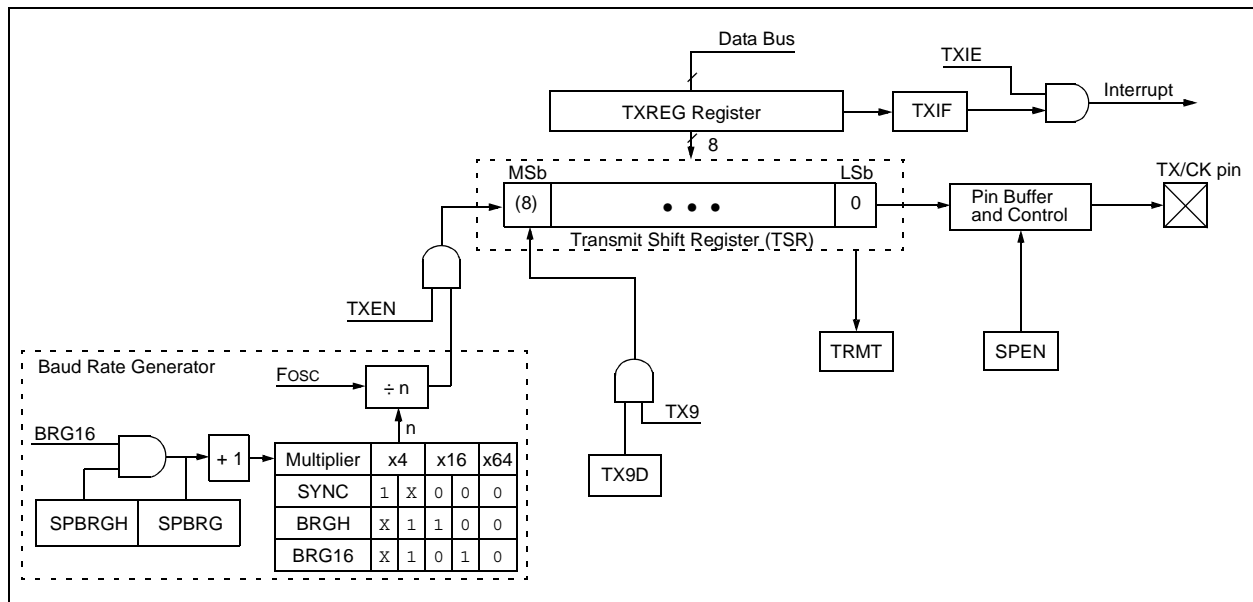 Data Bus
TXIE
Interrupt
TXREG Register
TXIF
8
MSb
LSb
TX/CK pin
(8)
• • •
0
Pin Buffer
and Control
Transmit Shift Register (TSR)
TXEN
TRMT
SPEN
Baud Rate Generator
FOSC
÷ n
TX9
n
BRG16
+ 1
Multiplier x4 x16 x64
TX9D
SYNC 1 X 0 0 0
SPBRGH SPBRG
BRGH X 1 1 0 0
BRG16 X 1 0 1 0